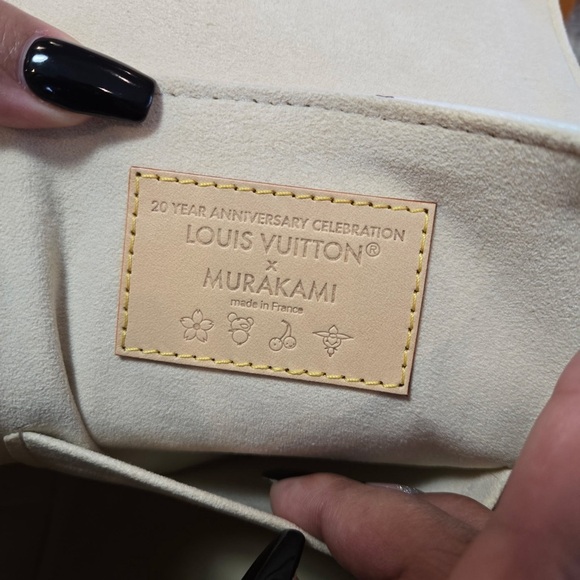 20 YEAR ANNIVERSARY CELEBRATION
LOUIS VUITTON®
×
MURAKAMI
made in France